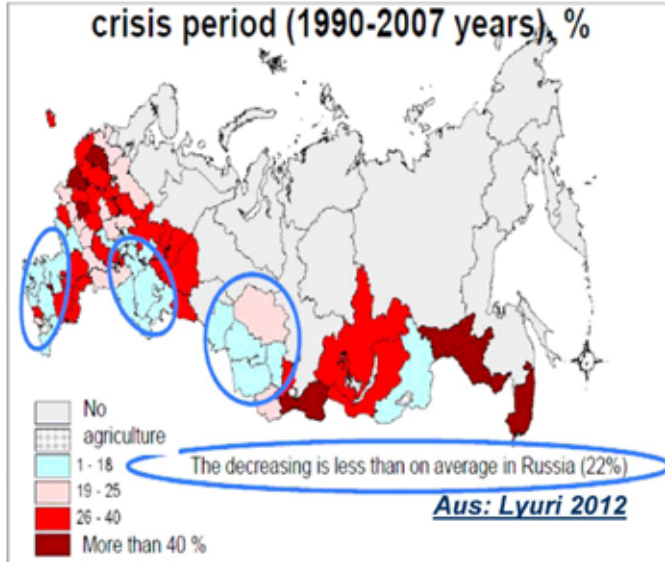 crisis period (1990-2007 years), %
No
agriculture
1 - 18
The decreasing is less than on average in Russia (22%)
19 - 25
26 - 40
Aus: Lyuri 2012
More than 40 %